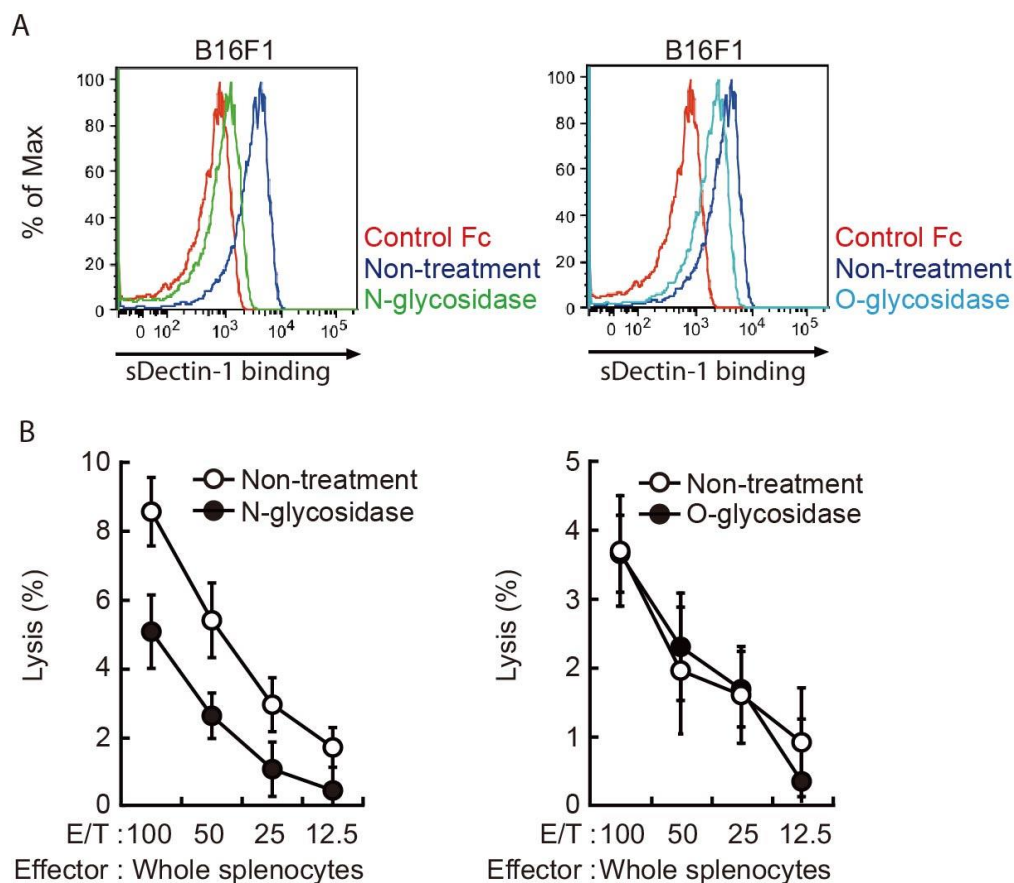 A
B16F1
% of Max
100
80
60
40
20
0
0 10² 10³ 10⁴ 10⁵
sDectin-1 binding
Control Fc
Non-treatment
N-glycosidase
B16F1
100
80
60
40
20
0
0 10² 10³ 10⁴ 10⁵
sDectin-1 binding
Control Fc
Non-treatment
O-glycosidase
B
Lysis (%)
10
8
6
4
2
0
Non-treatment
N-glycosidase
E/T : 100 50 25 12.5
Effector : Whole splenocytes
Lysis (%)
5
4
3
2
1
0
Non-treatment
O-glycosidase
E/T : 100 50 25 12.5
Effector : Whole splenocytes